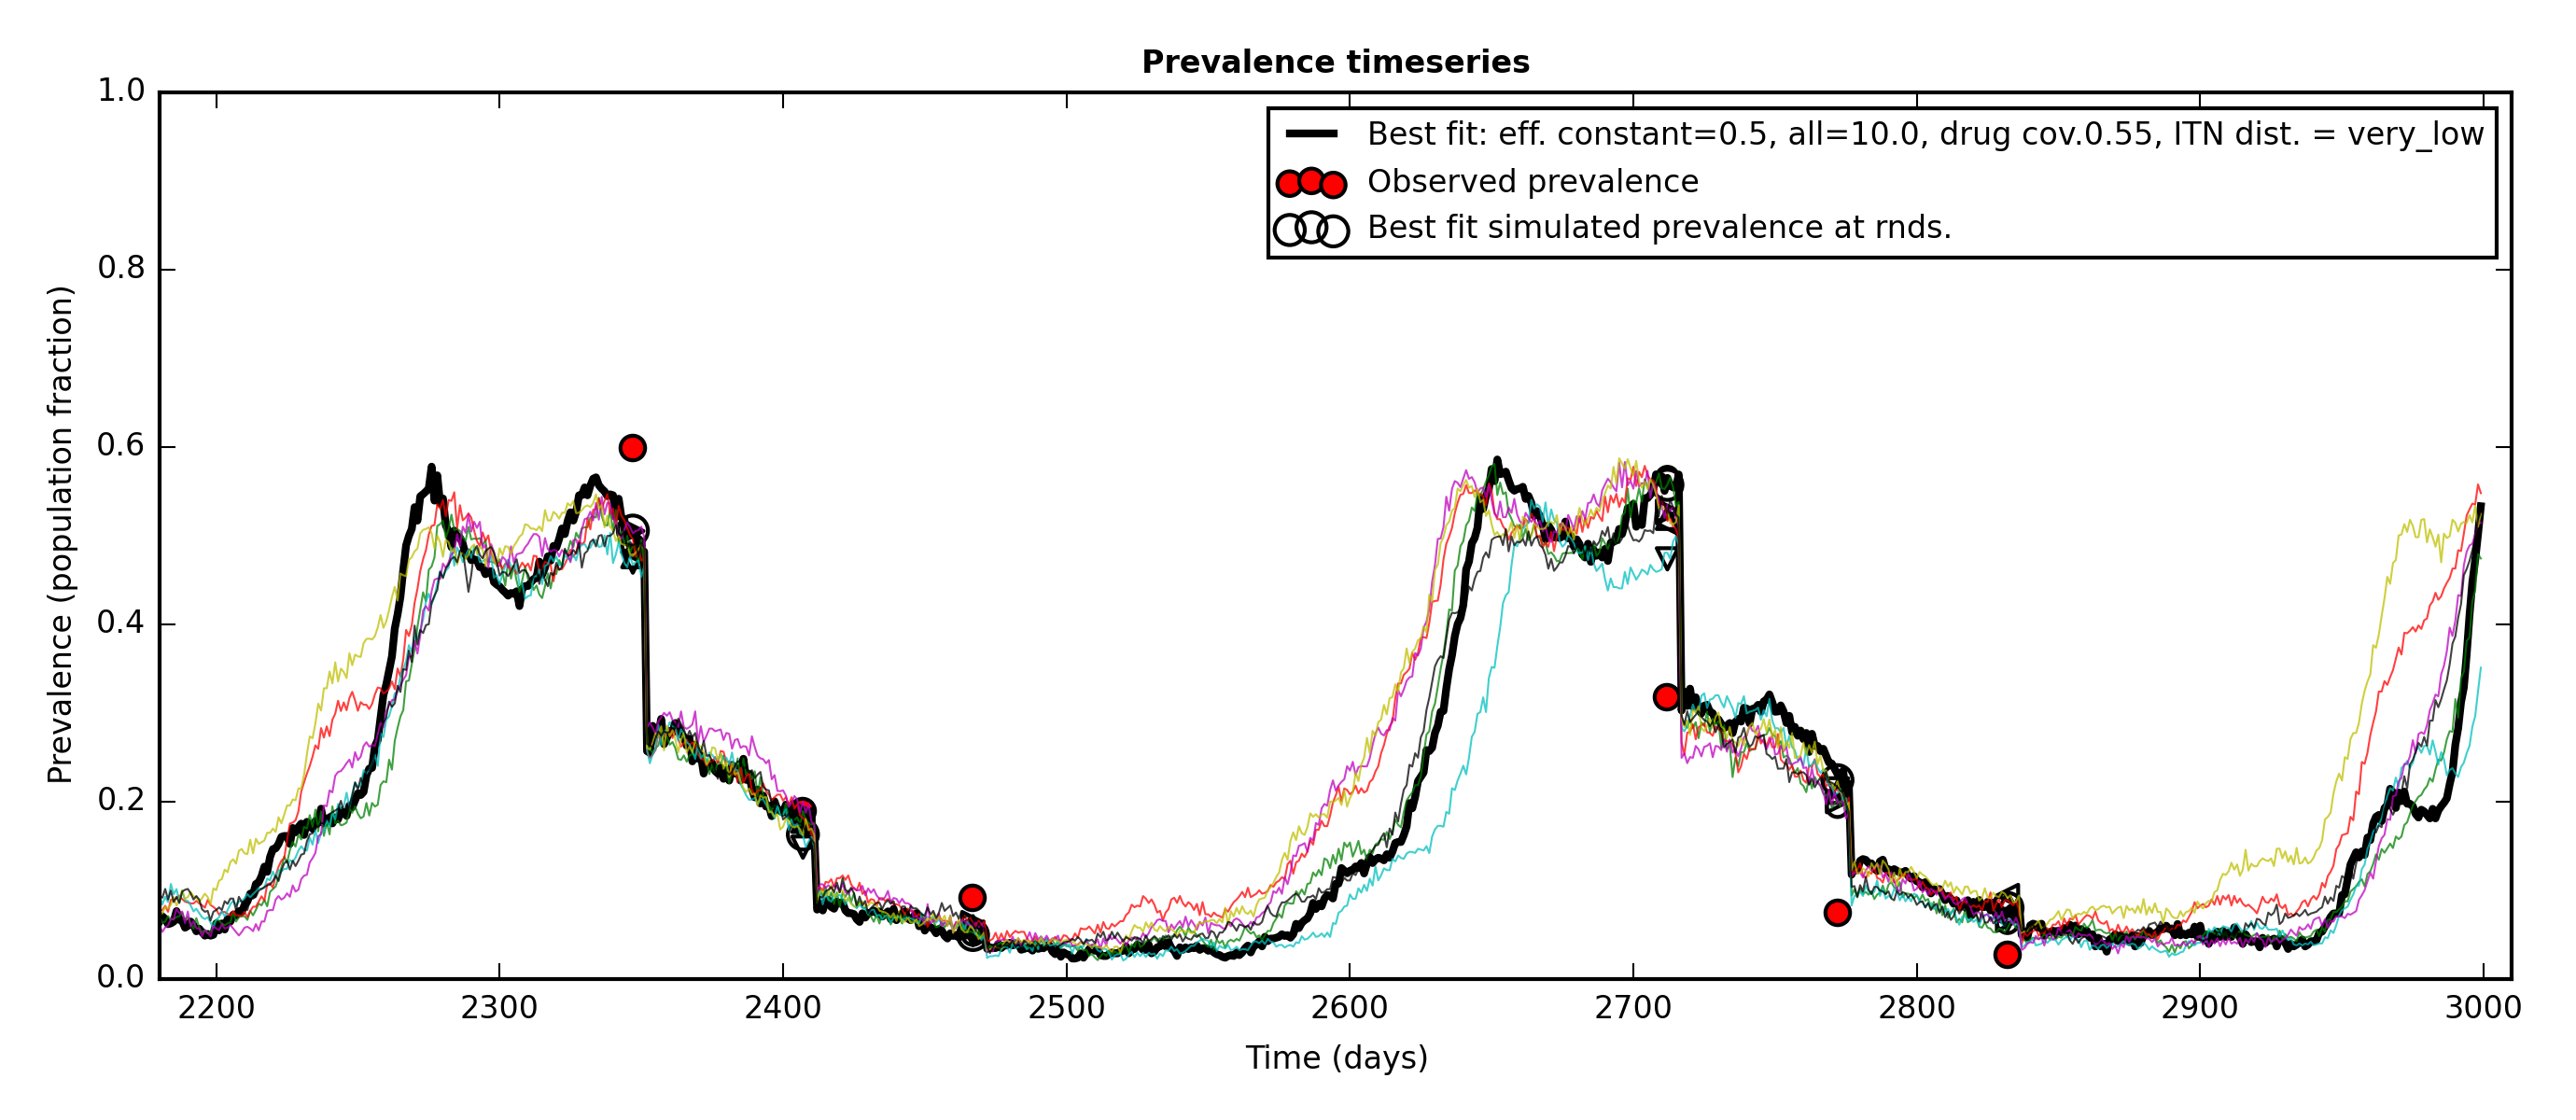 Prevalence timeseries
Best fit: eff. constant=0.5, all=10.0, drug cov.0.55, ITN dist. = very_low
Observed prevalence
Best fit simulated prevalence at rnds.
Prevalence (population fraction)
1.0
0.8
0.6
0.4
0.2
0.0
2200 2300 2400 2500 2600 2700 2800 2900 3000
Time (days)